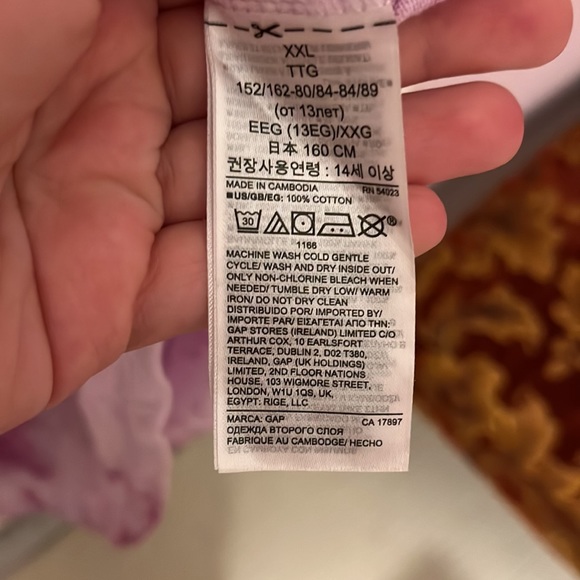 XXL
TTG
152/162-80/84-84/89
(от 13лет)
EEG (13EG)/XXG
日本 160 CM
권장사용연령 : 14세 이상
MADE IN CAMBODIA RN 54023
■US/GB/EG: 100% COTTON
30 ®
1166
MACHINE WASH COLD GENTLE
CYCLE/ WASH AND DRY INSIDE OUT/
ONLY NON-CHLORINE BLEACH WHEN
NEEDED/ TUMBLE DRY LOW/ WARM
IRON/ DO NOT DRY CLEAN
DISTRIBUIDO POR/ IMPORTED BY/
IMPORTE PAR/ ΕΙΣΑΓΕΤΑΙ ΑΠΟ ΤΗΝ:
GAP STORES (IRELAND) LIMITED C/O
ARTHUR COX, 10 EARLSFORT
TERRACE, DUBLIN 2, D02 T380,
IRELAND, GAP (UK HOLDINGS)
LIMITED, 2ND FLOOR NATIONS
HOUSE, 103 WIGMORE STREET,
LONDON, W1U 1QS, UK,
EGYPT: RIGE, LLC
MARCA: GAP CA 17897
ОДЕЖДА ВТОРОГО СЛОЯ
FABRIQUE AU CAMBODGE/ HECHO